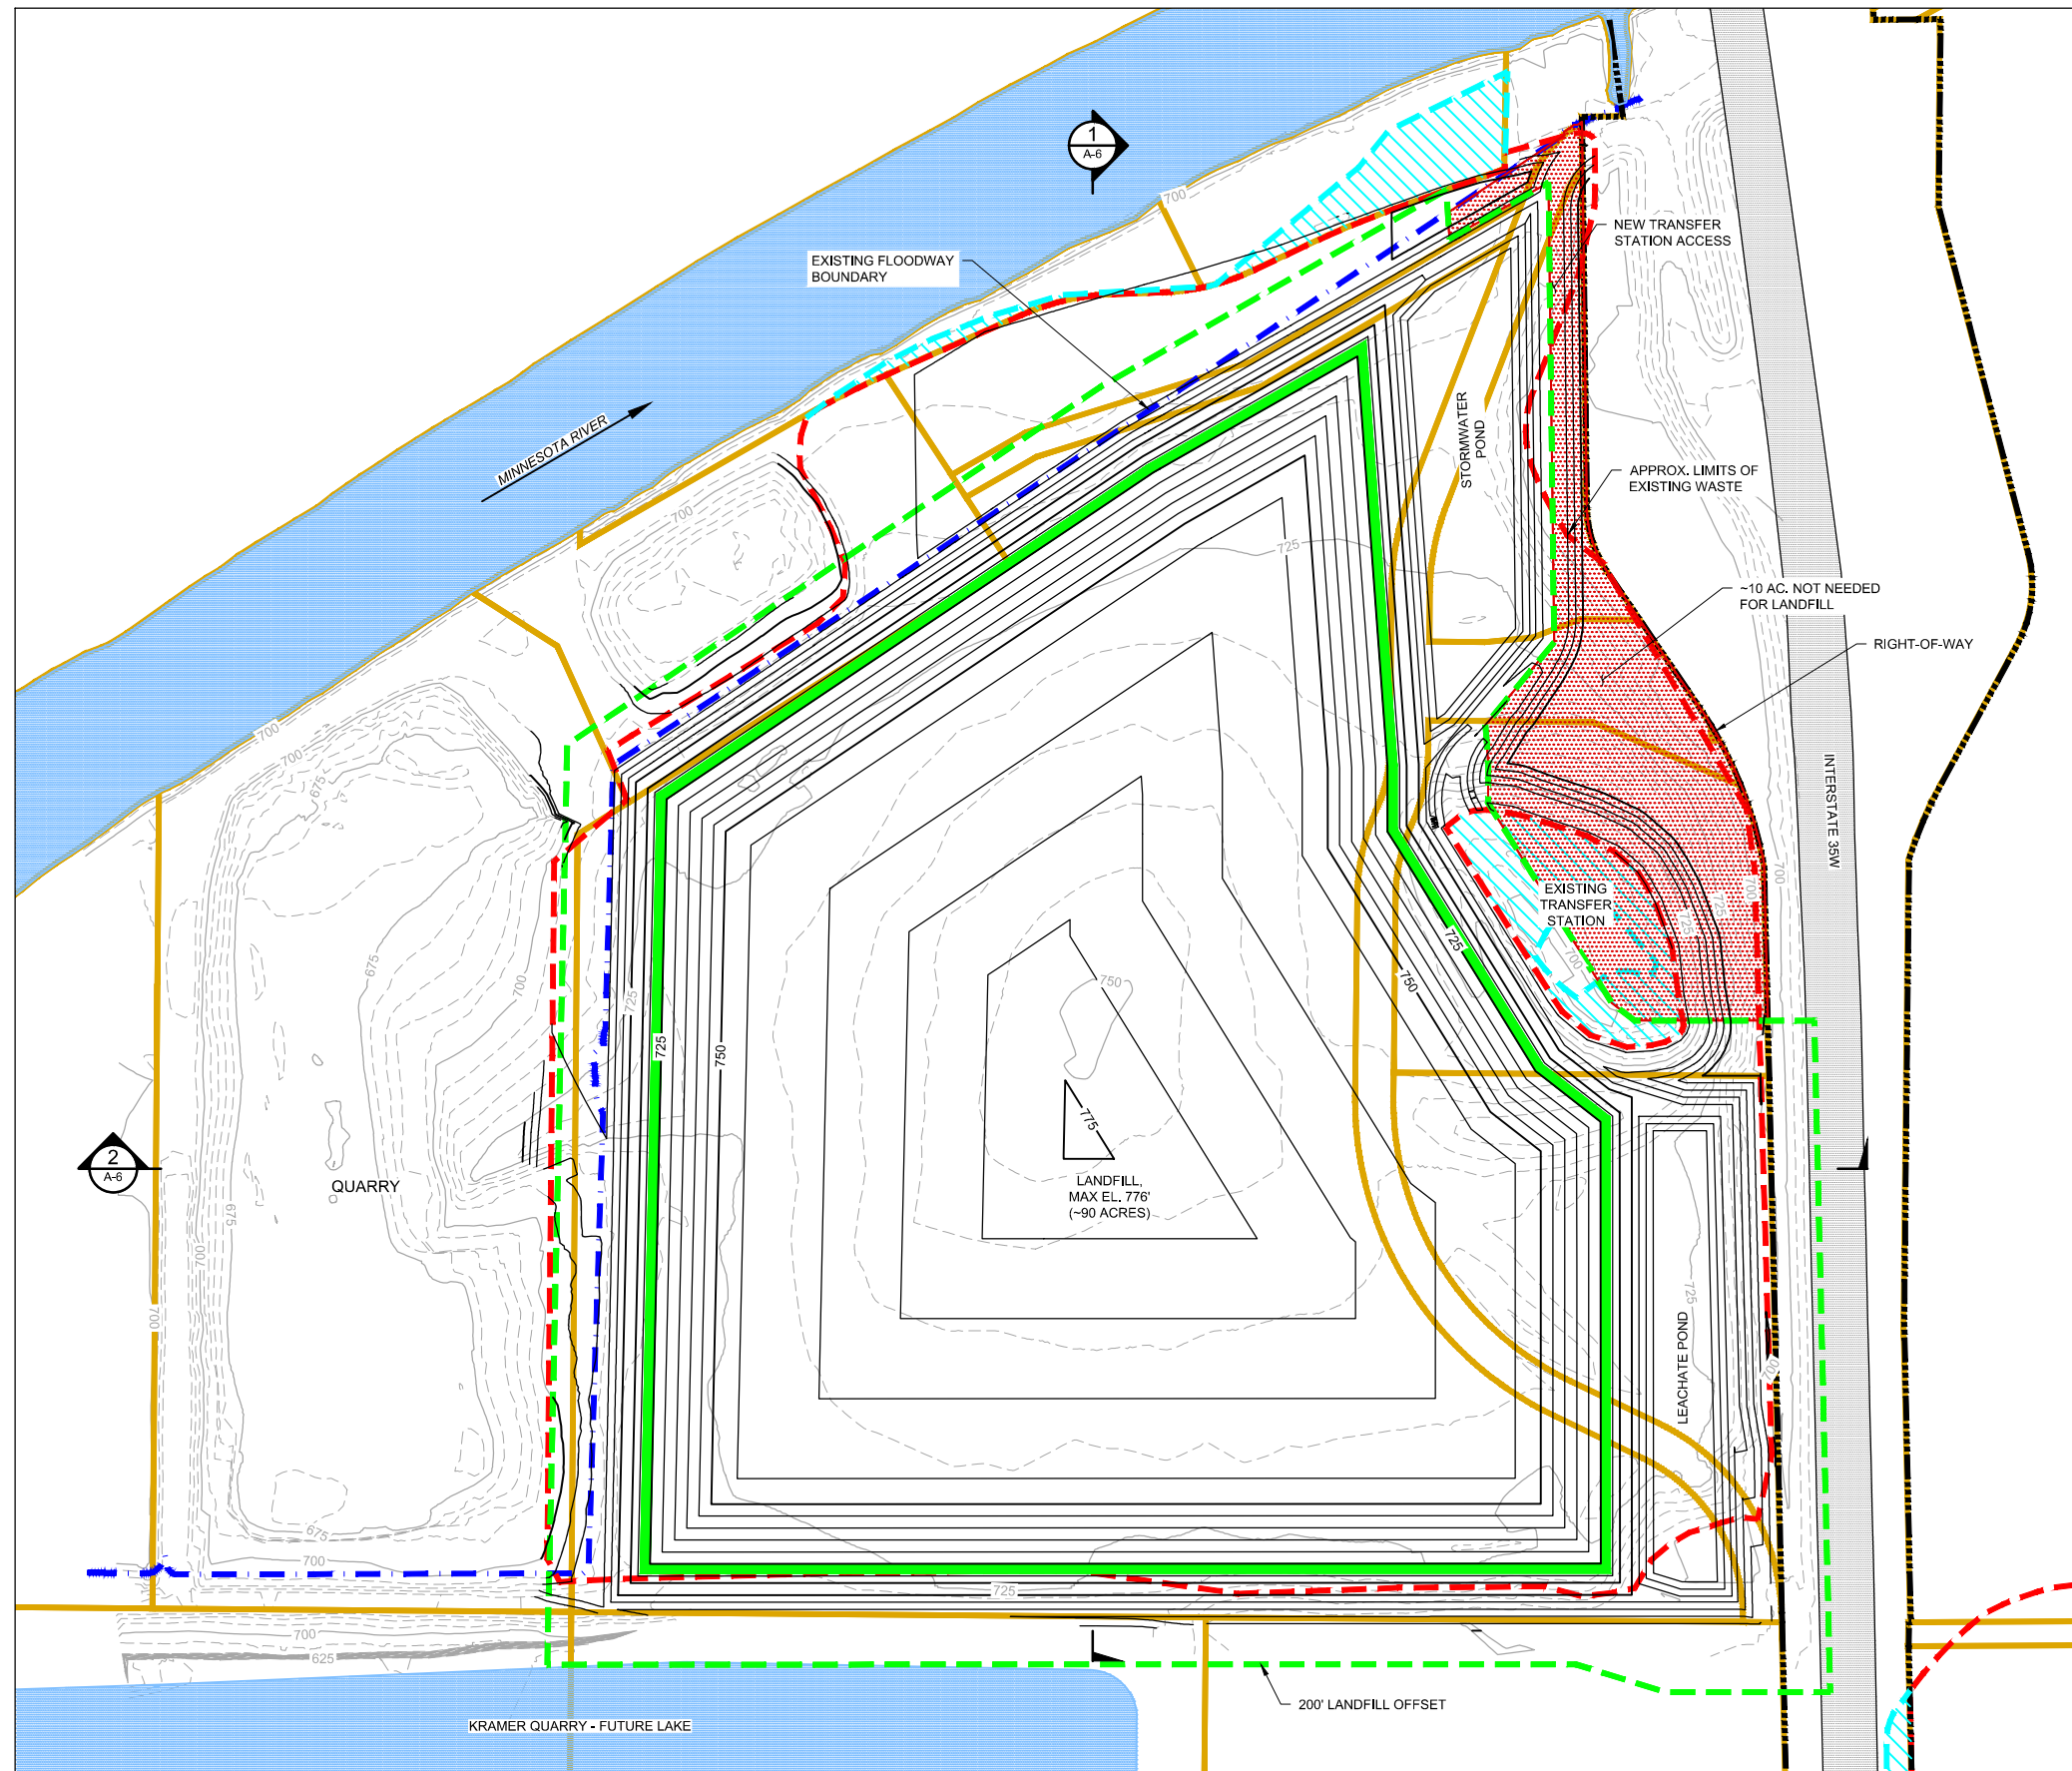 1
A-6
700
NEW TRANSFER
STATION ACCESS
EXISTING FLOODWAY
BOUNDARY
MINNESOTA RIVER
STORMWATER
POND
APPROX. LIMITS OF
EXISTING WASTE
700
725
~10 AC. NOT NEEDED
FOR LANDFILL
RIGHT-OF-WAY
700
700
675
INTERSTATE 35W
EXISTING
TRANSFER
STATION
700
700
725
725
725
700
675
700
725
725
750
750
750
775
2
A-6
QUARRY
LANDFILL,
MAX EL. 776'
(~90 ACRES)
675
700
700
725
700
LEACHATE POND
675
700
725
700
625
200' LANDFILL OFFSET
KRAMER QUARRY - FUTURE LAKE